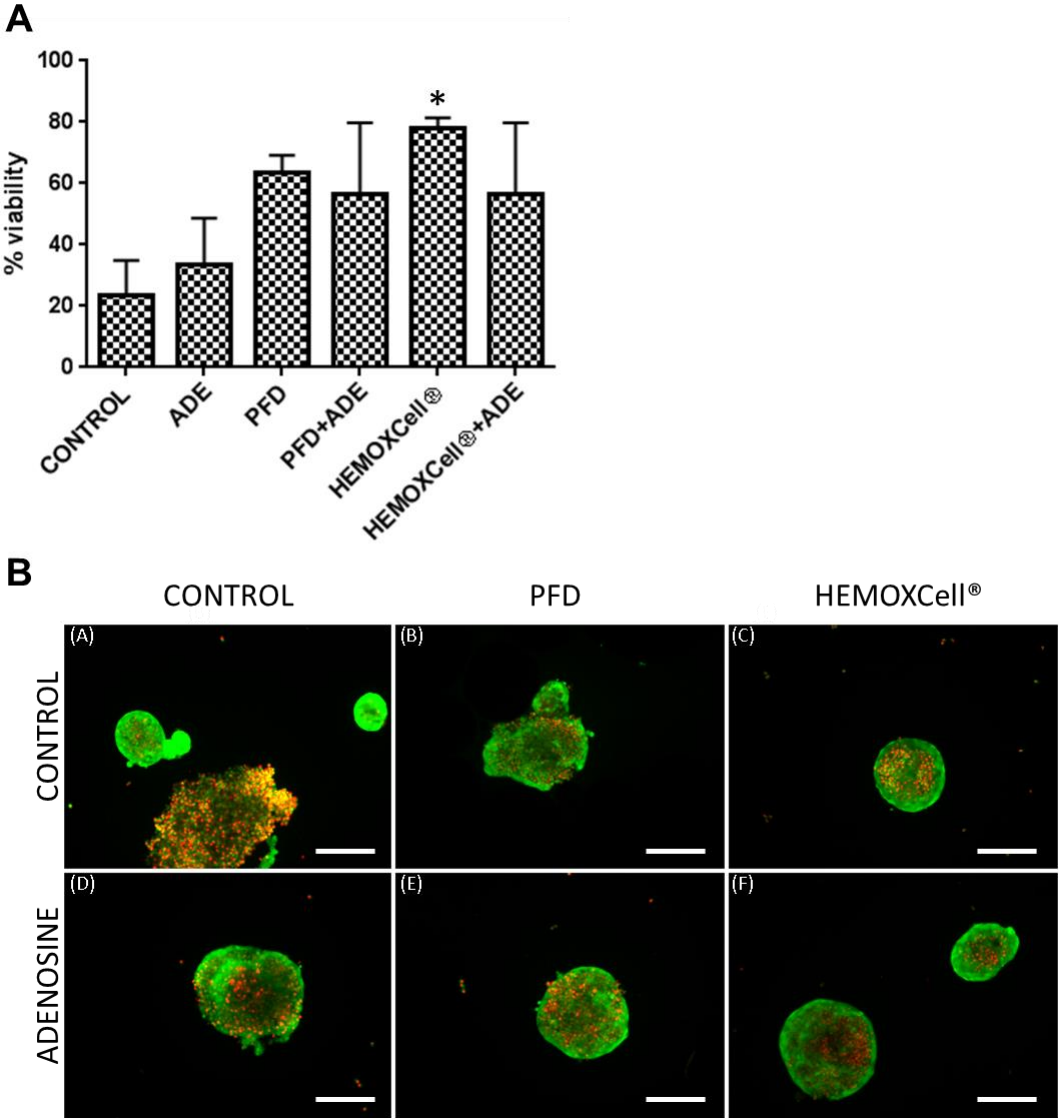 A
100
80
60
40
20
0
% viability
*
CONTROL
ADE
PFD
PFD+ADE
HEMOXCell®
HEMOXCell®+ADE
B
CONTROL
PFD
HEMOXCell®
CONTROL
(A)
(B)
(C)
ADENOSINE
(D)
(E)
(F)